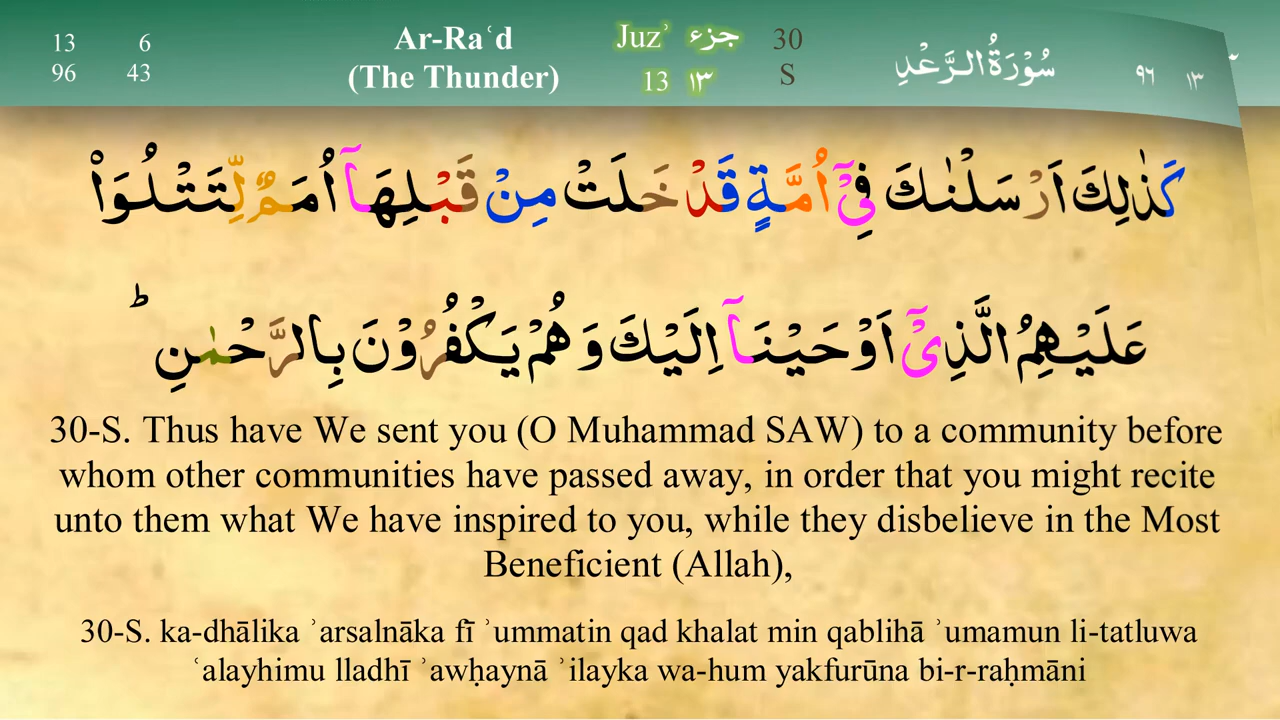 13 6
96 43
Ar-Raʿd
(The Thunder)
Juzʾ جزء
13 ١٣
30
S
سُوْرَةُ الرَّعْدِ
٩٦ ١٣
كَذٰلِكَ اَرْسَلْنٰكَ فِىْۤ اُمَّةٍ قَدْ خَلَتْ مِنْ قَبْلِهَاۤ اُمَمٌ لِّتَتْلُوَا۟
عَلَيْهِمُ الَّذِىْۤ اَوْحَيْنَاۤ اِلَيْكَ وَهُمْ يَكْفُرُوْنَ بِالرَّحْمٰنِ ؕ
30-S. Thus have We sent you (O Muhammad SAW) to a community before
whom other communities have passed away, in order that you might recite
unto them what We have inspired to you, while they disbelieve in the Most
Beneficient (Allah),
30-S. ka-dhālika ʾarsalnāka fī ʾummatin qad khalat min qablihā ʾumamun li-tatluwa
ʿalayhimu lladhī ʾawḥaynā ʾilayka wa-hum yakfurūna bi-r-raḥmāni